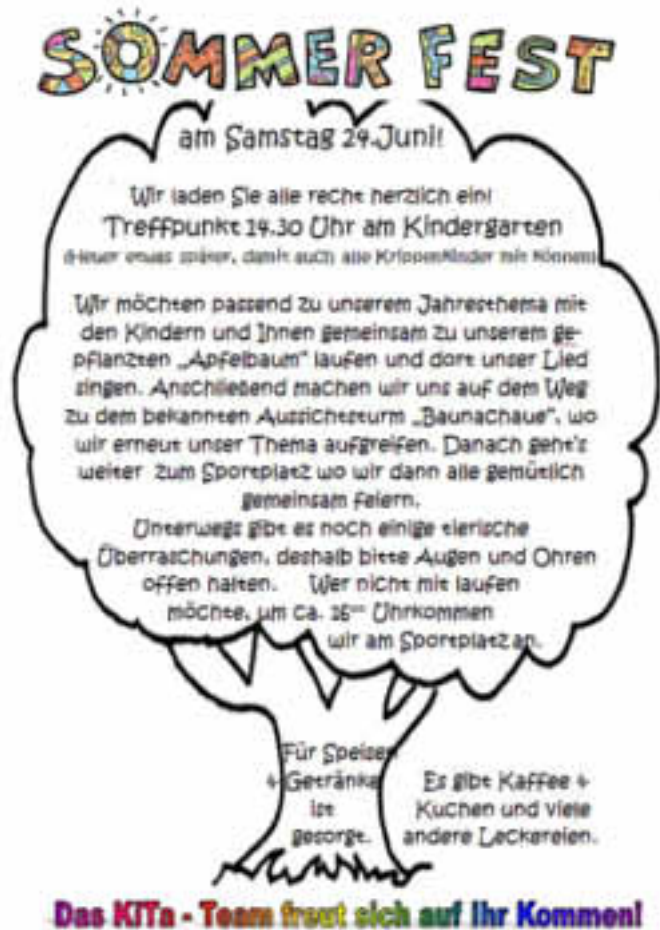 SOMMER FEST
am Samstag 24.Juni!
Wir laden Sie alle recht herzlich ein!
Treffpunkt 14.30 Uhr am Kindergarten
(Heuer etwas später, damit auch alle Krippenkinder mit können)
Wir möchten passend zu unserem Jahresthema mit
den Kindern und Ihnen gemeinsam zu unserem ge-
pflanzten „Apfelbaum“ laufen und dort unser Lied
singen. Anschließend machen wir uns auf dem Weg
zu dem bekannten Aussichtsturm „Baunachaue“, wo
wir erneut unser Thema aufgreifen. Danach geht's
weiter zum Sportplatz wo wir dann alle gemütlich
gemeinsam feiern.
Unterwegs gibt es noch einige tierische
Überraschungen, deshalb bitte Augen und Ohren
offen halten. Wer nicht mit laufen
möchte, um ca. 16⁰⁰ Uhrkommen
wir am Sportplatz an.
Für Speisen
& Getränke
ist
gesorgt.
Es gibt Kaffee &
Kuchen und viele
andere Leckereien.
Das KITa - Team freut sich auf Ihr Kommen!